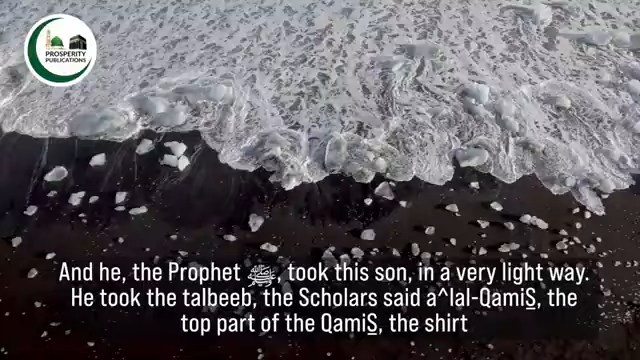 PROSPERITY
PUBLICATIONS
And he, the Prophet ﷺ took this son, in a very light way.
He took the talbeeb, the Scholars said a^lal-QamiS, the
top part of the QamiS, the shirt